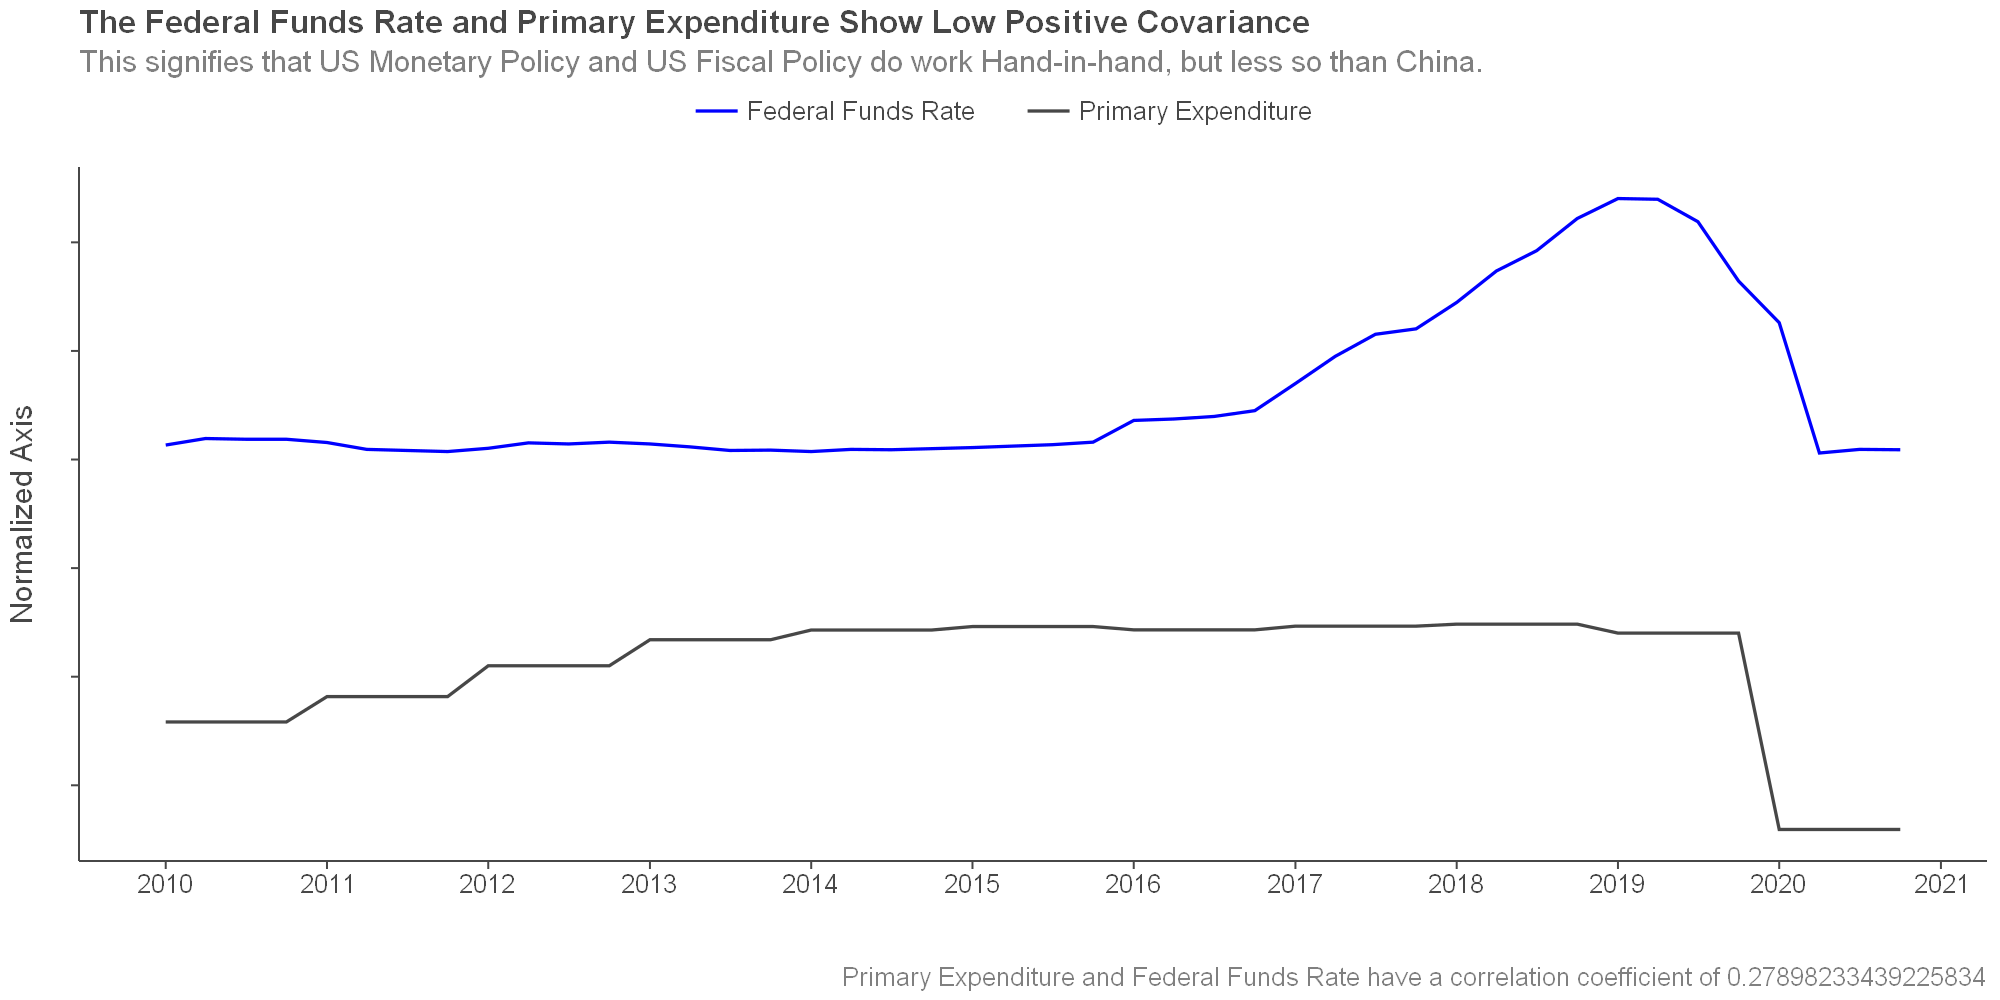 The Federal Funds Rate and Primary Expenditure Show Low Positive Covariance
This signifies that US Monetary Policy and US Fiscal Policy do work Hand-in-hand, but less so than China.
Federal Funds Rate Primary Expenditure
Normalized Axis
2010 2011 2012 2013 2014 2015 2016 2017 2018 2019 2020 2021
Primary Expenditure and Federal Funds Rate have a correlation coefficient of 0.27898233439225834